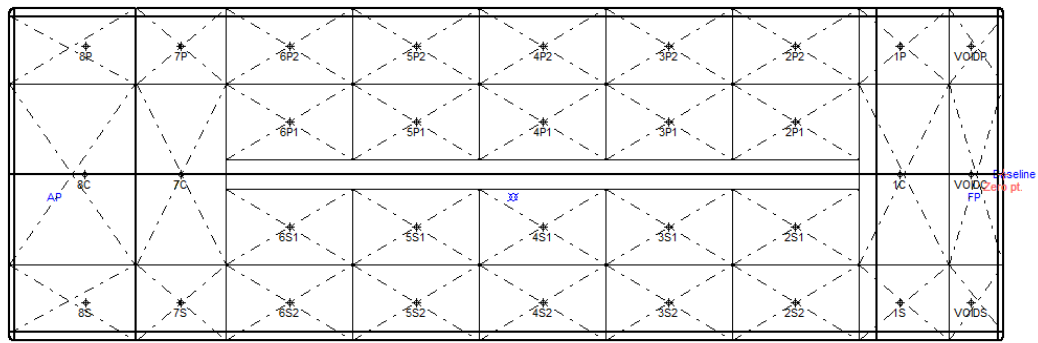 8P 7P 6P2 5P2 4P2 3P2 2P2 1P VOIDP
6P1 5P1 4P1 3P1 2P1
8C 7C 1C VOIDC Baseline
Zero pt.
AP FP
6S1 5S1 4S1 3S1 2S1
8S 7S 6S2 5S2 4S2 3S2 2S2 1S VOIDS